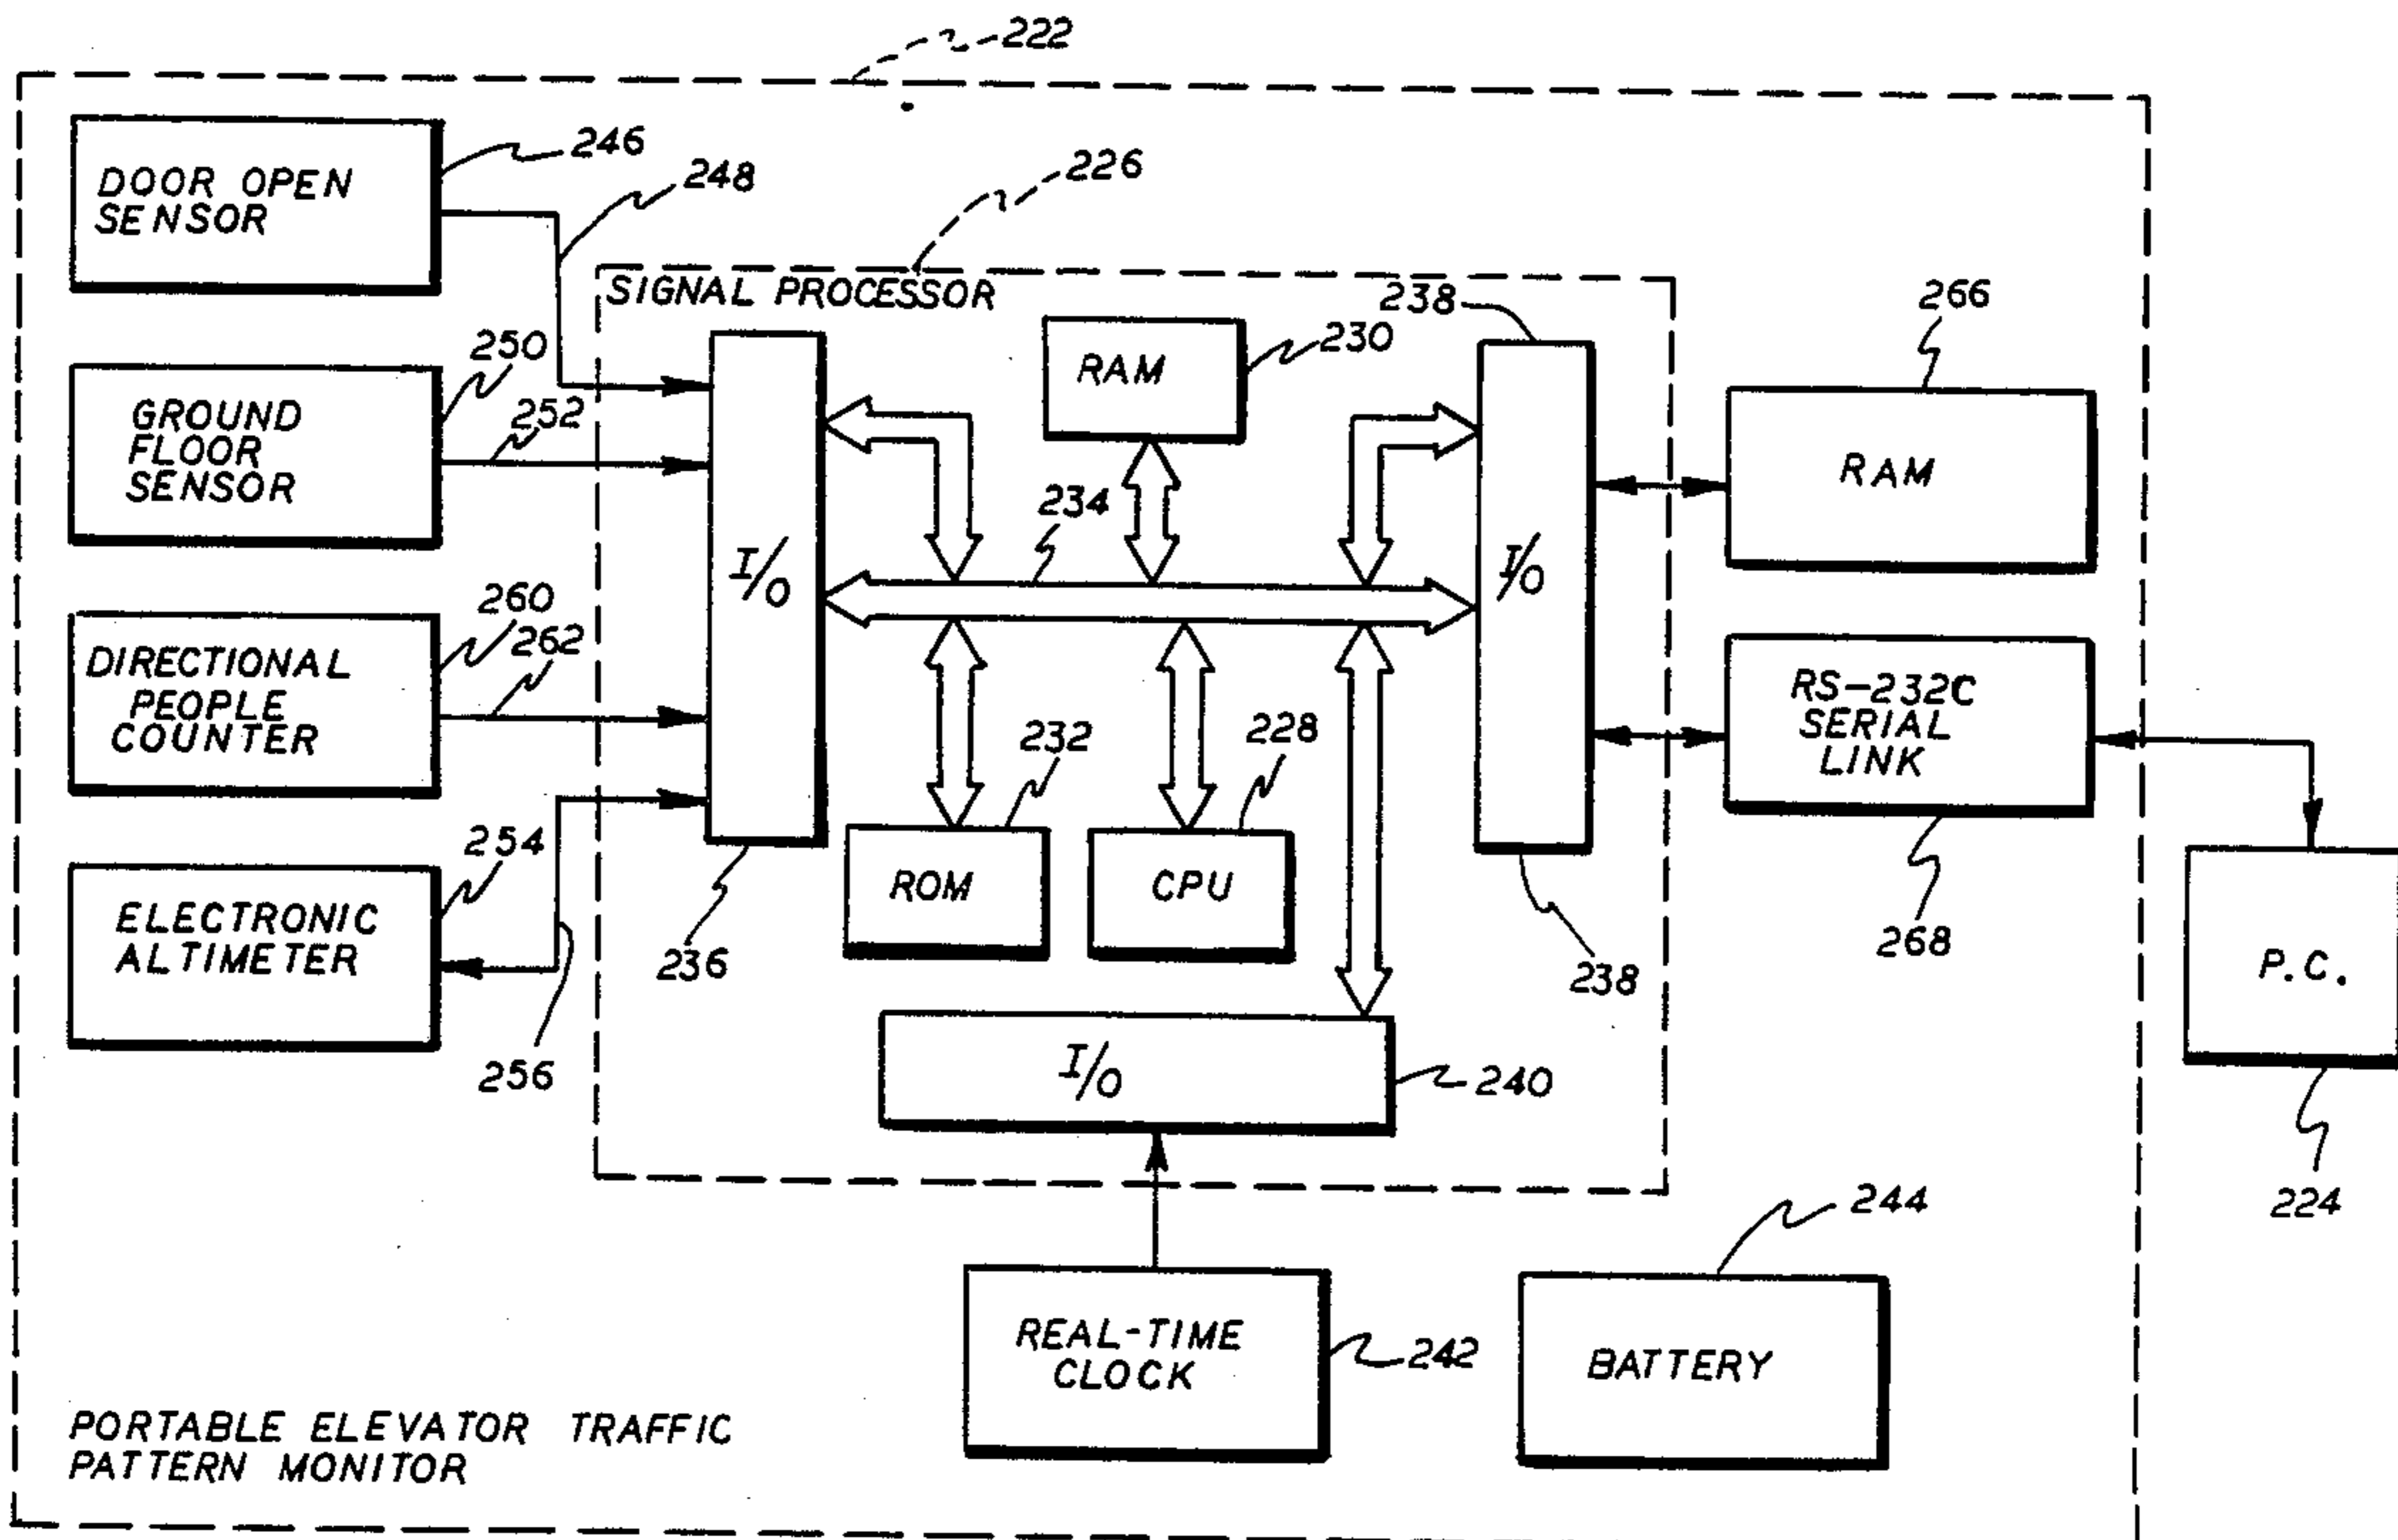 222
DOOR OPEN
SENSOR
246
248
226
SIGNAL PROCESSOR
238
266
250
230
RAM
GROUND
FLOOR
SENSOR
252
RAM
234
I/O
I/O
260
262
DIRECTIONAL
PEOPLE
COUNTER
RS-232C
SERIAL
LINK
232
228
254
ROM
CPU
ELECTRONIC
ALTIMETER
236
238
268
P.C.
256
I/O
240
224
244
REAL-TIME
CLOCK
242
BATTERY
PORTABLE ELEVATOR TRAFFIC
PATTERN MONITOR